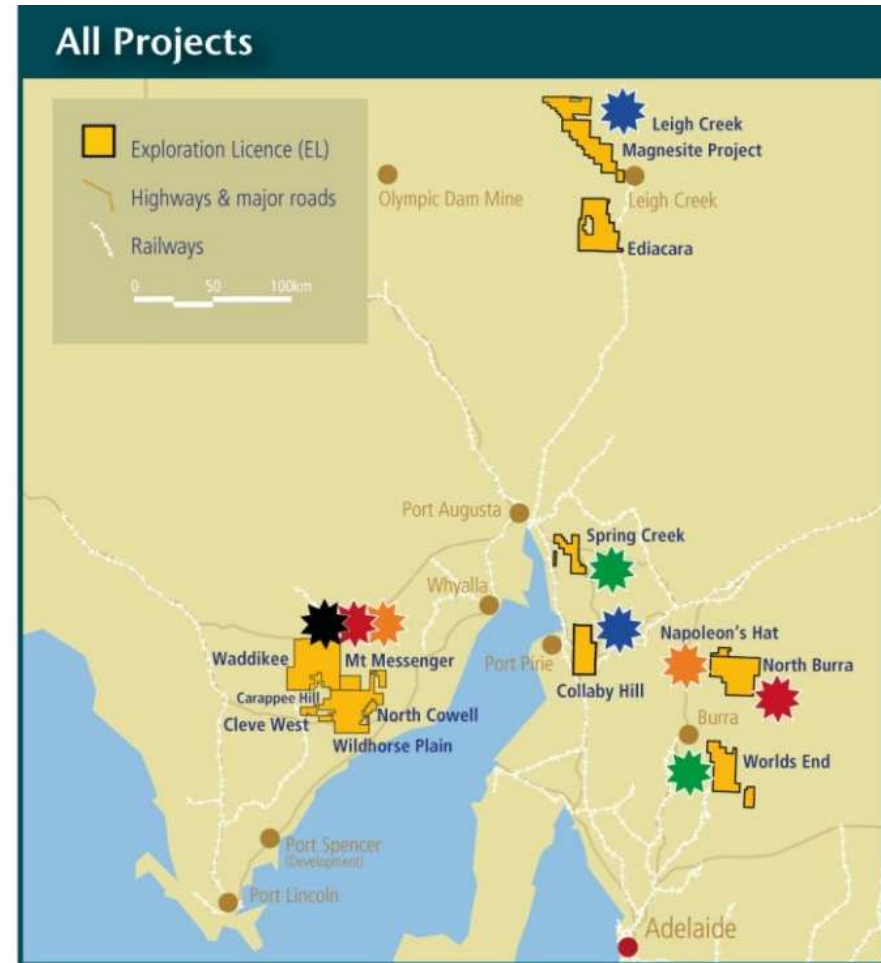 All Projects
Exploration Licence (EL)
Highways & major roads
Railways
0 50 100km
Leigh Creek
Magnesite Project
Olympic Dam Mine
Leigh Creek
Ediacara
Port Augusta
Spring Creek
Whyalla
Napoleon's Hat
Waddikee
Mt Messenger
Port Pirie
North Burra
Collaby Hill
Carappee Hill
North Cowell
Cleve West
Burra
Wildhorse Plain
Worlds End
Port Spencer
(Development)
Port Lincoln
Adelaide